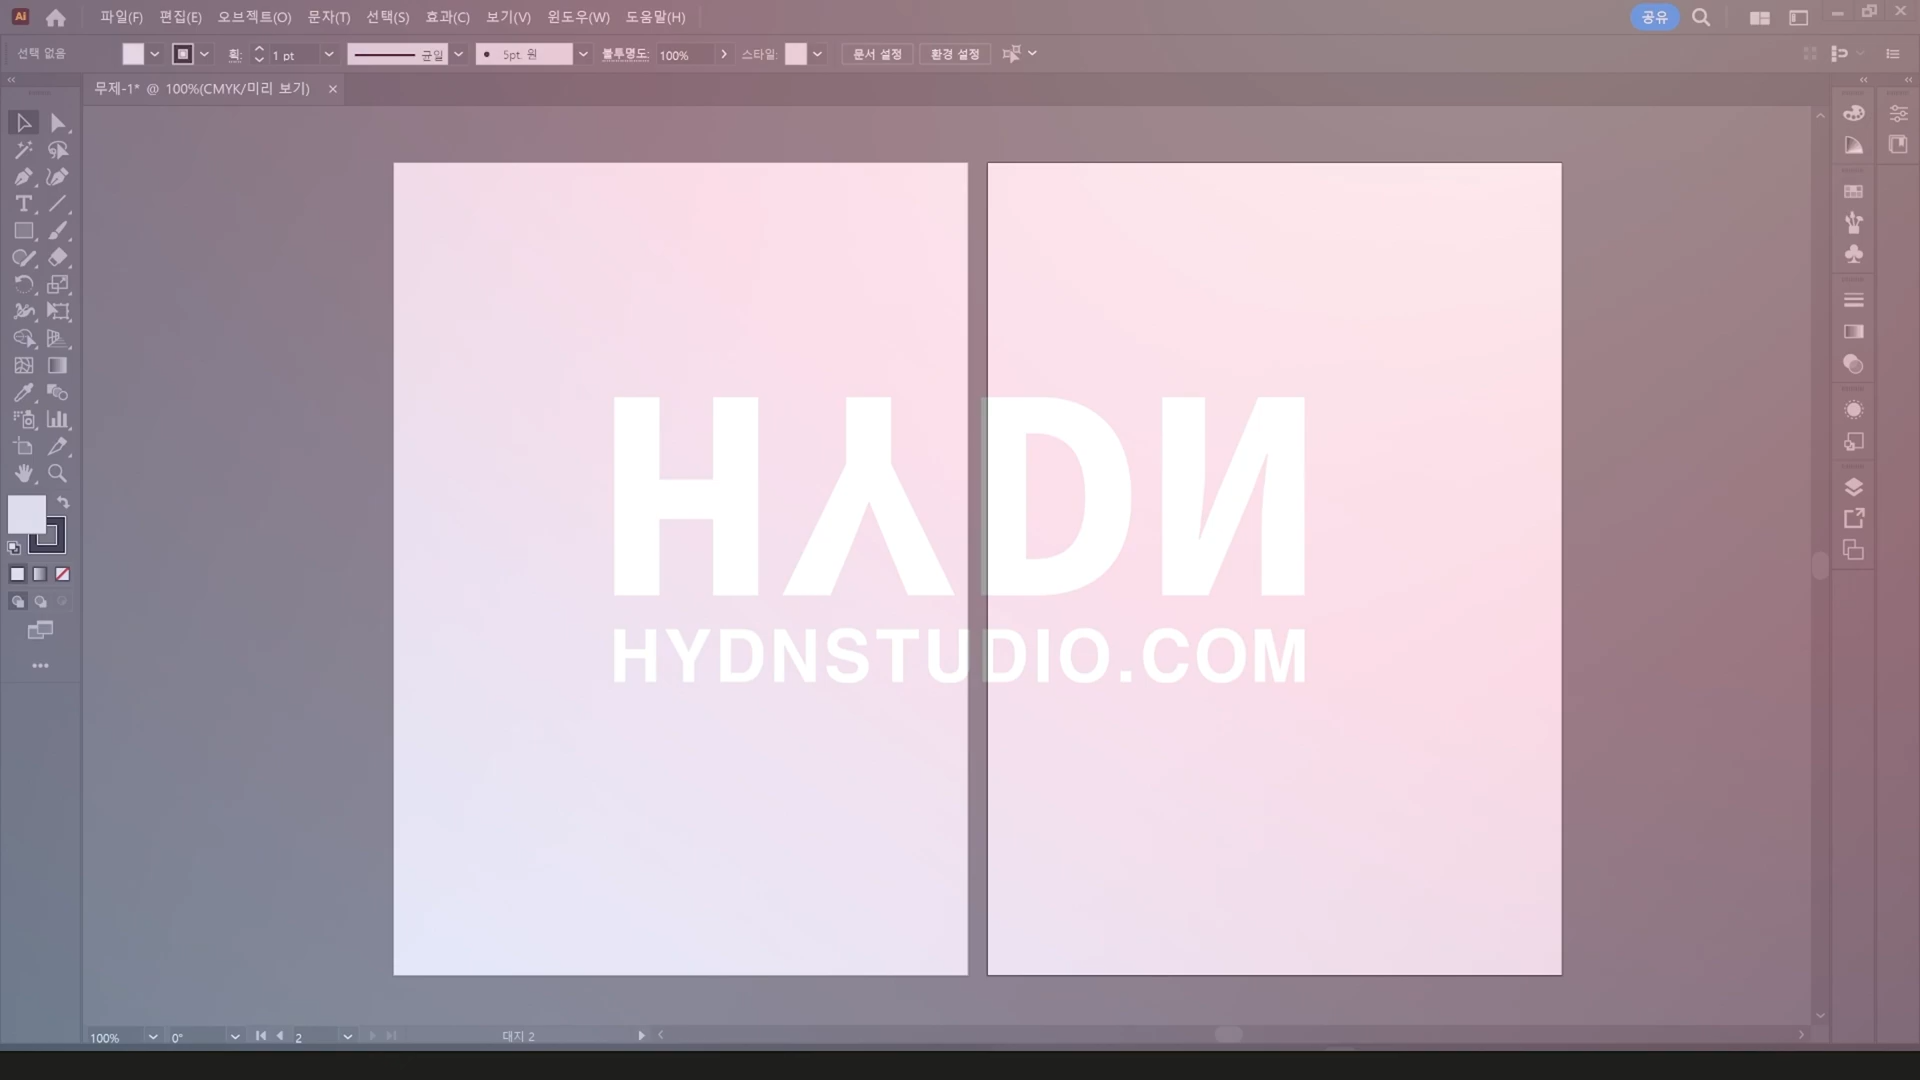 Ai 파일(F) 편집(E) 오브젝트(O) 문자(T) 선택(S) 효과(C) 보기(V) 윈도우(W) 도움말(H) 공유
선택 없음 획: 1 pt 균일 5pt. 원 불투명도: 100% 스타일: 문서 설정 환경 설정
무제-1* @ 100%(CMYK/미리 보기) ×
HYDN
HYDNSTUDIO.COM
100% 0° 2 대지 2